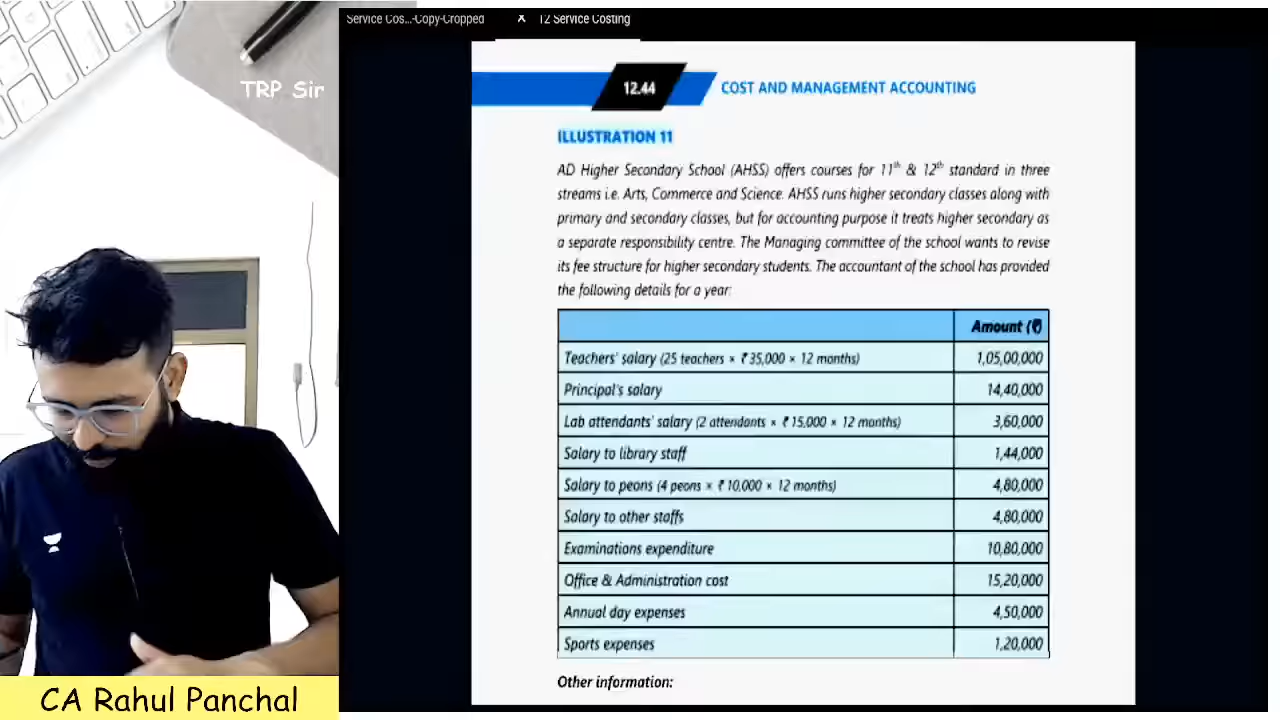 Service Cos...-Copy-Cropped
X 12 Service Costing
TRP Sir
12.44
COST AND MANAGEMENT ACCOUNTING
ILLUSTRATION 11
AD Higher Secondary School (AHSS) offers courses for 11th & 12th standard in three
streams i.e. Arts, Commerce and Science. AHSS runs higher secondary classes along with
primary and secondary classes, but for accounting purpose it treats higher secondary as
a separate responsibility centre. The Managing committee of the school wants to revise
its fee structure for higher secondary students. The accountant of the school has provided
the following details for a year:
Amount (₹)
Teachers' salary (25 teachers × ₹ 35,000 × 12 months) 1,05,00,000
Principal's salary 14,40,000
Lab attendants' salary (2 attendants × ₹ 15,000 × 12 months) 3,60,000
Salary to library staff 1,44,000
Salary to peons (4 peons × ₹ 10,000 × 12 months) 4,80,000
Salary to other staffs 4,80,000
Examinations expenditure 10,80,000
Office & Administration cost 15,20,000
Annual day expenses 4,50,000
Sports expenses 1,20,000
Other information:
CA Rahul Panchal